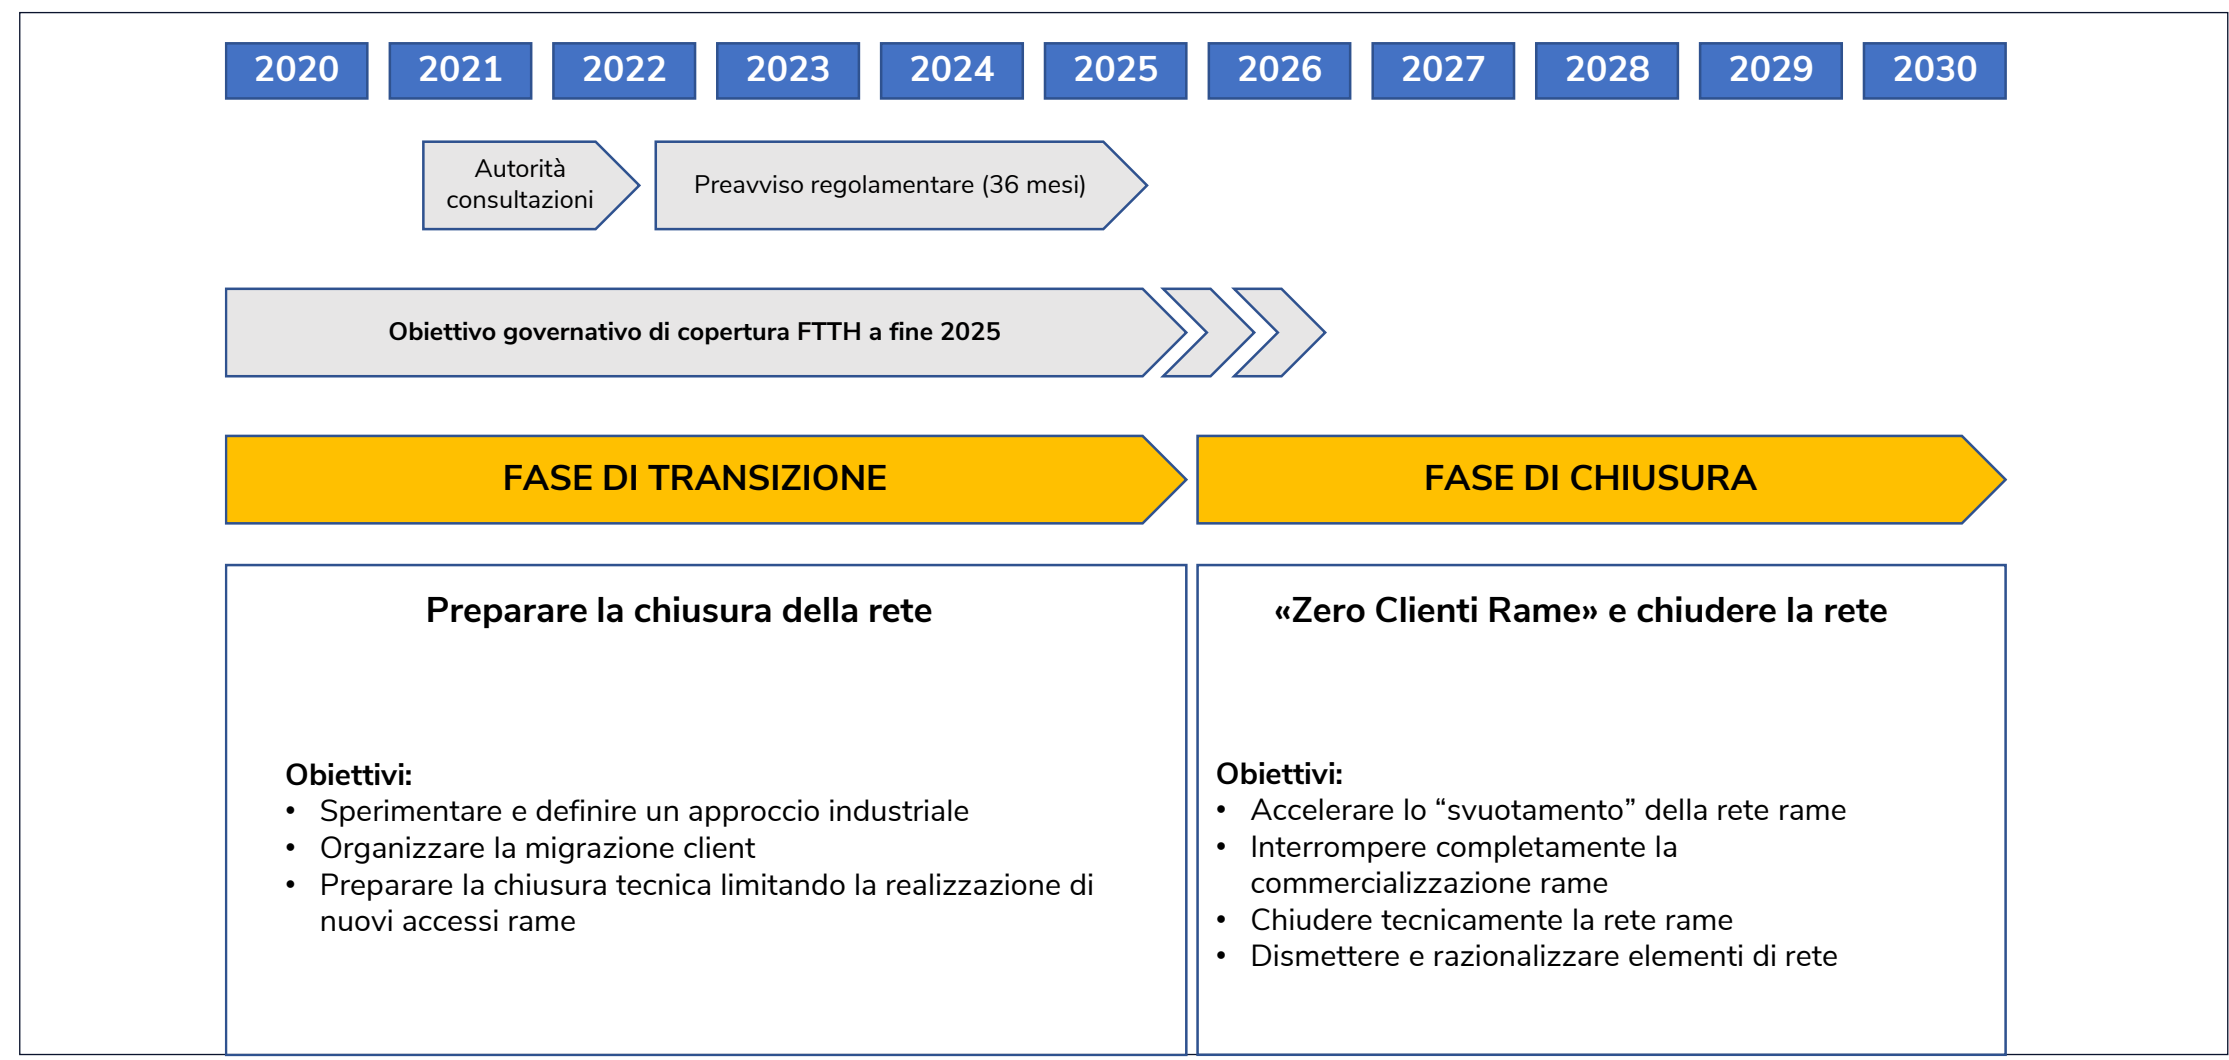 2020 2021 2022 2023 2024 2025 2026 2027 2028 2029 2030
Autorità
consultazioni
Preavviso regolamentare (36 mesi)
Obiettivo governativo di copertura FTTH a fine 2025
FASE DI TRANSIZIONE
FASE DI CHIUSURA
Preparare la chiusura della rete
Obiettivi:
• Sperimentare e definire un approccio industriale
• Organizzare la migrazione client
• Preparare la chiusura tecnica limitando la realizzazione di
nuovi accessi rame
«Zero Clienti Rame» e chiudere la rete
Obiettivi:
• Accelerare lo “svuotamento” della rete rame
• Interrompere completamente la
commercializzazione rame
• Chiudere tecnicamente la rete rame
• Dismettere e razionalizzare elementi di rete